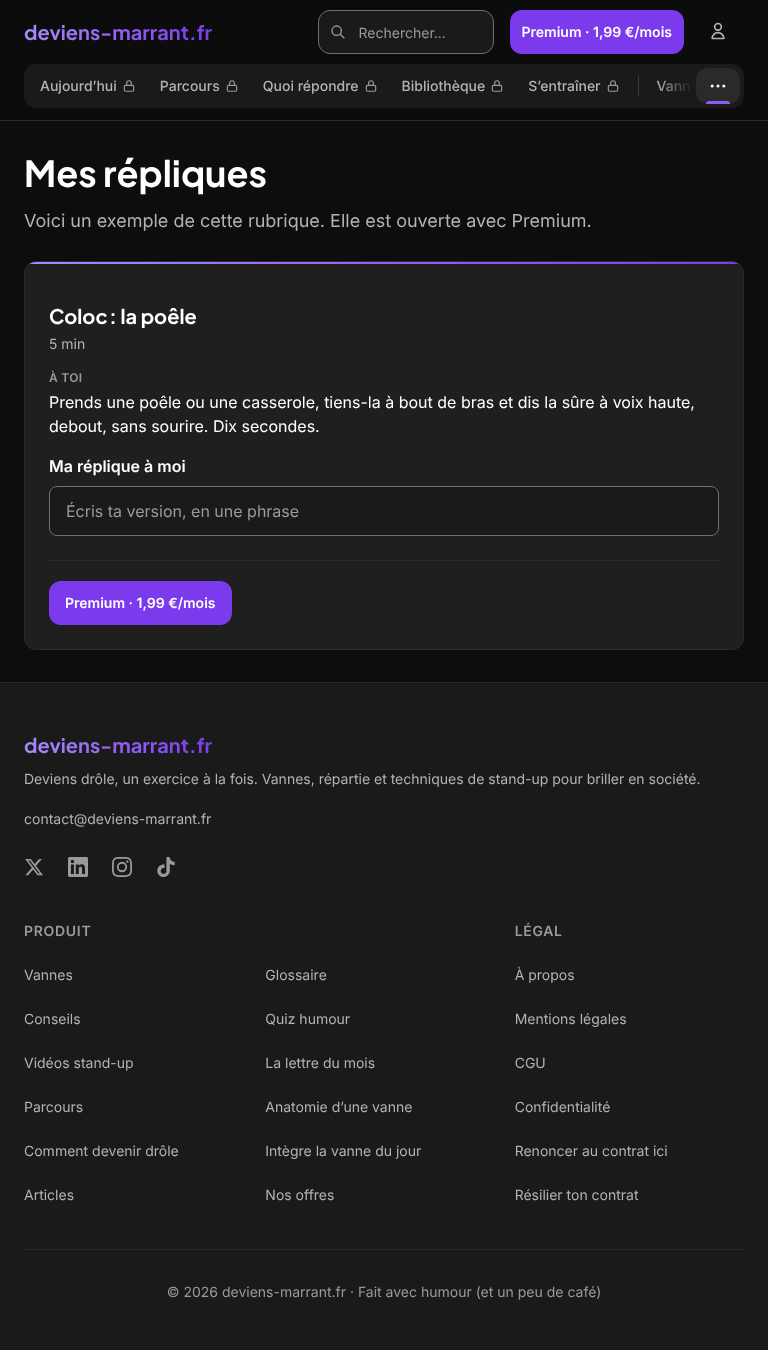 deviens-marrant.fr
Rechercher...
Premium · 1,99 €/mois
Aujourd’hui
Parcours
Quoi répondre
Bibliothèque
S’entraîner
Mes répliques
Voici un exemple de cette rubrique. Elle est ouverte avec Premium.
Coloc : la poêle
5 min
À TOI
Prends une poêle ou une casserole, tiens-la à bout de bras et dis la sûre à voix haute,
debout, sans sourire. Dix secondes.
Ma réplique à moi
Écris ta version, en une phrase
Premium · 1,99 €/mois
deviens-marrant.fr
Deviens drôle, un exercice à la fois. Vannes, répartie et techniques de stand-up pour briller en société.
contact@deviens-marrant.fr
PRODUIT
Vannes
Conseils
Vidéos stand-up
Parcours
Comment devenir drôle
Articles
Glossaire
Quiz humour
La lettre du mois
Anatomie d’une vanne
Intègre la vanne du jour
Nos offres
LÉGAL
À propos
Mentions légales
CGU
Confidentialité
Renoncer au contrat ici
Résilier ton contrat
© 2026 deviens-marrant.fr · Fait avec humour (et un peu de café)